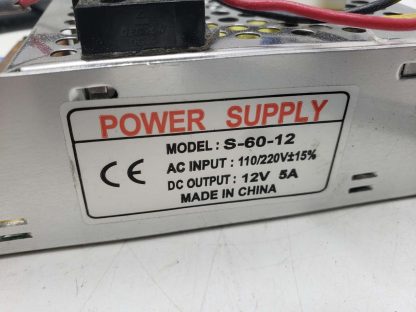 POWER SUPPLY
MODEL : S-60-12
AC INPUT : 110/220V±15%
DC OUTPUT : 12V 5A
MADE IN CHINA
CE